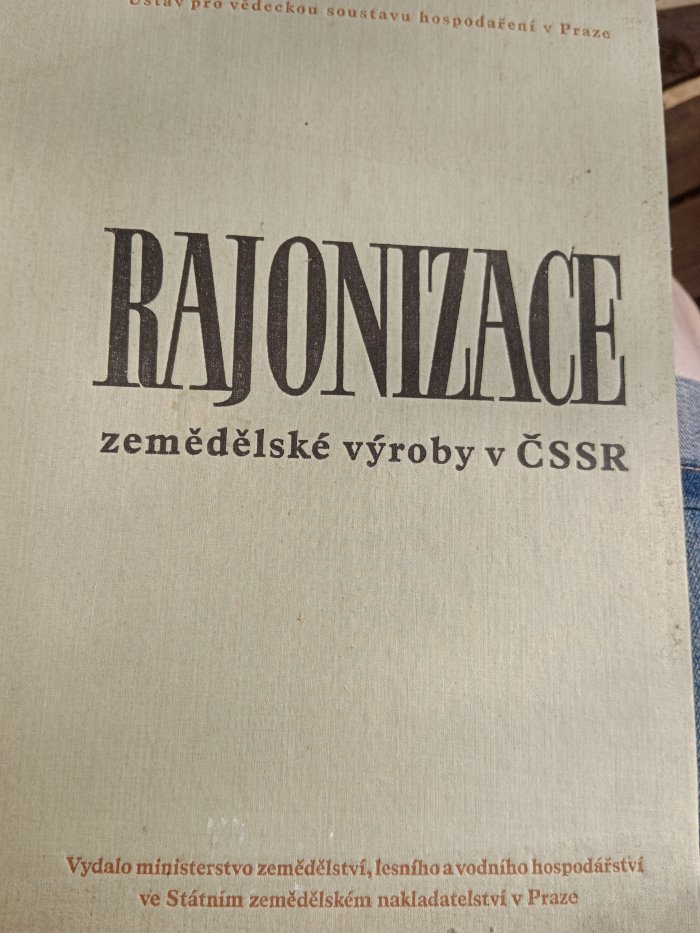 Ústav pro vědeckou soustavu hospodaření v Praze
RAJONIZACE
zemědělské výroby v ČSSR
Vydalo ministerstvo zemědělství, lesního a vodního hospodářství
ve Státním zemědělském nakladatelství v Praze